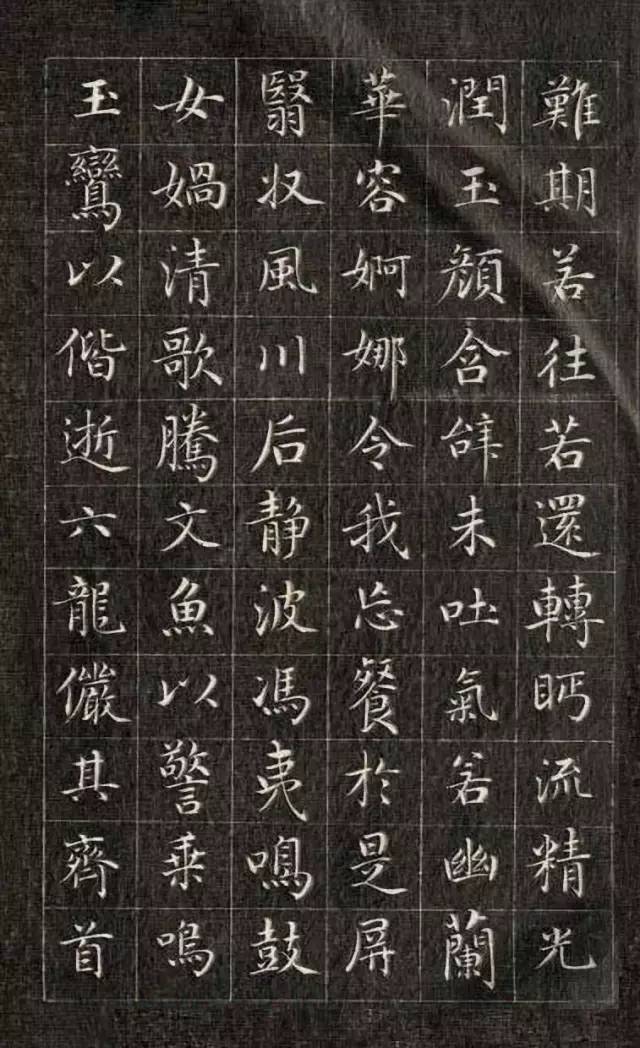 難期若往若還轉眄流精光
潤玉顏含辝未吐氣若幽蘭
華容婀娜令我忘餐於是屏
翳收風川后静波馮夷鳴鼓
女媧清歌騰文魚以警乗鳴
玉鸞以偕逝六龍儼其齊首